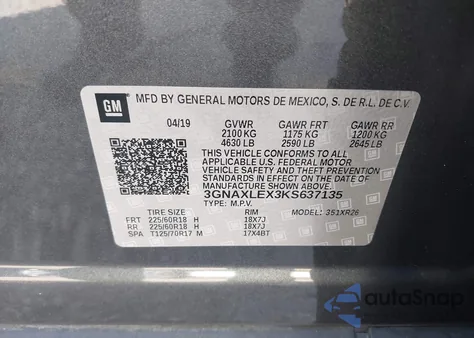 GM
MFD BY GENERAL MOTORS DE MEXICO, S. DE R.L. DE C.V.
04/19 GVWR GAWR FRT GAWR RR
2100 KG 1175 KG 1200 KG
4630 LB 2590 LB 2645 LB
THIS VEHICLE CONFORMS TO ALL
APPLICABLE U.S. FEDERAL MOTOR
VEHICLE SAFETY STANDARDS IN
EFFECT ON THE DATE OF
MANUFACTURE SHOWN ABOVE.
3GNAXLEX3KS637135
TYPE: M.P.V. MODEL: 351XR26
TIRE SIZE RIM
FRT 225/60R18 H 18X7J
RR 225/60R18 H 18X7J
SPA T125/70R17 M 17X4BT
autoSnap